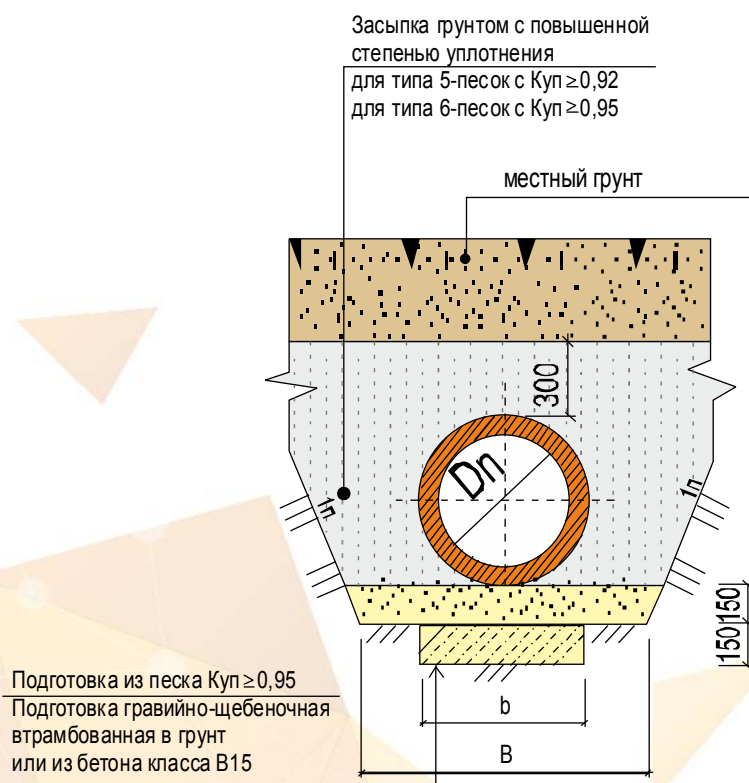 Засыпка грунтом с повышенной
степенью уплотнения
для типа 5-песок с Куп ≥0,92
для типа 6-песок с Куп ≥0,95
местный грунт
300
Dn
1:п
1:п
150
150
Подготовка из песка Куп ≥0,95
Подготовка гравийно-щебеночная
втрамбованная в грунт
или из бетона класса В15
b
B